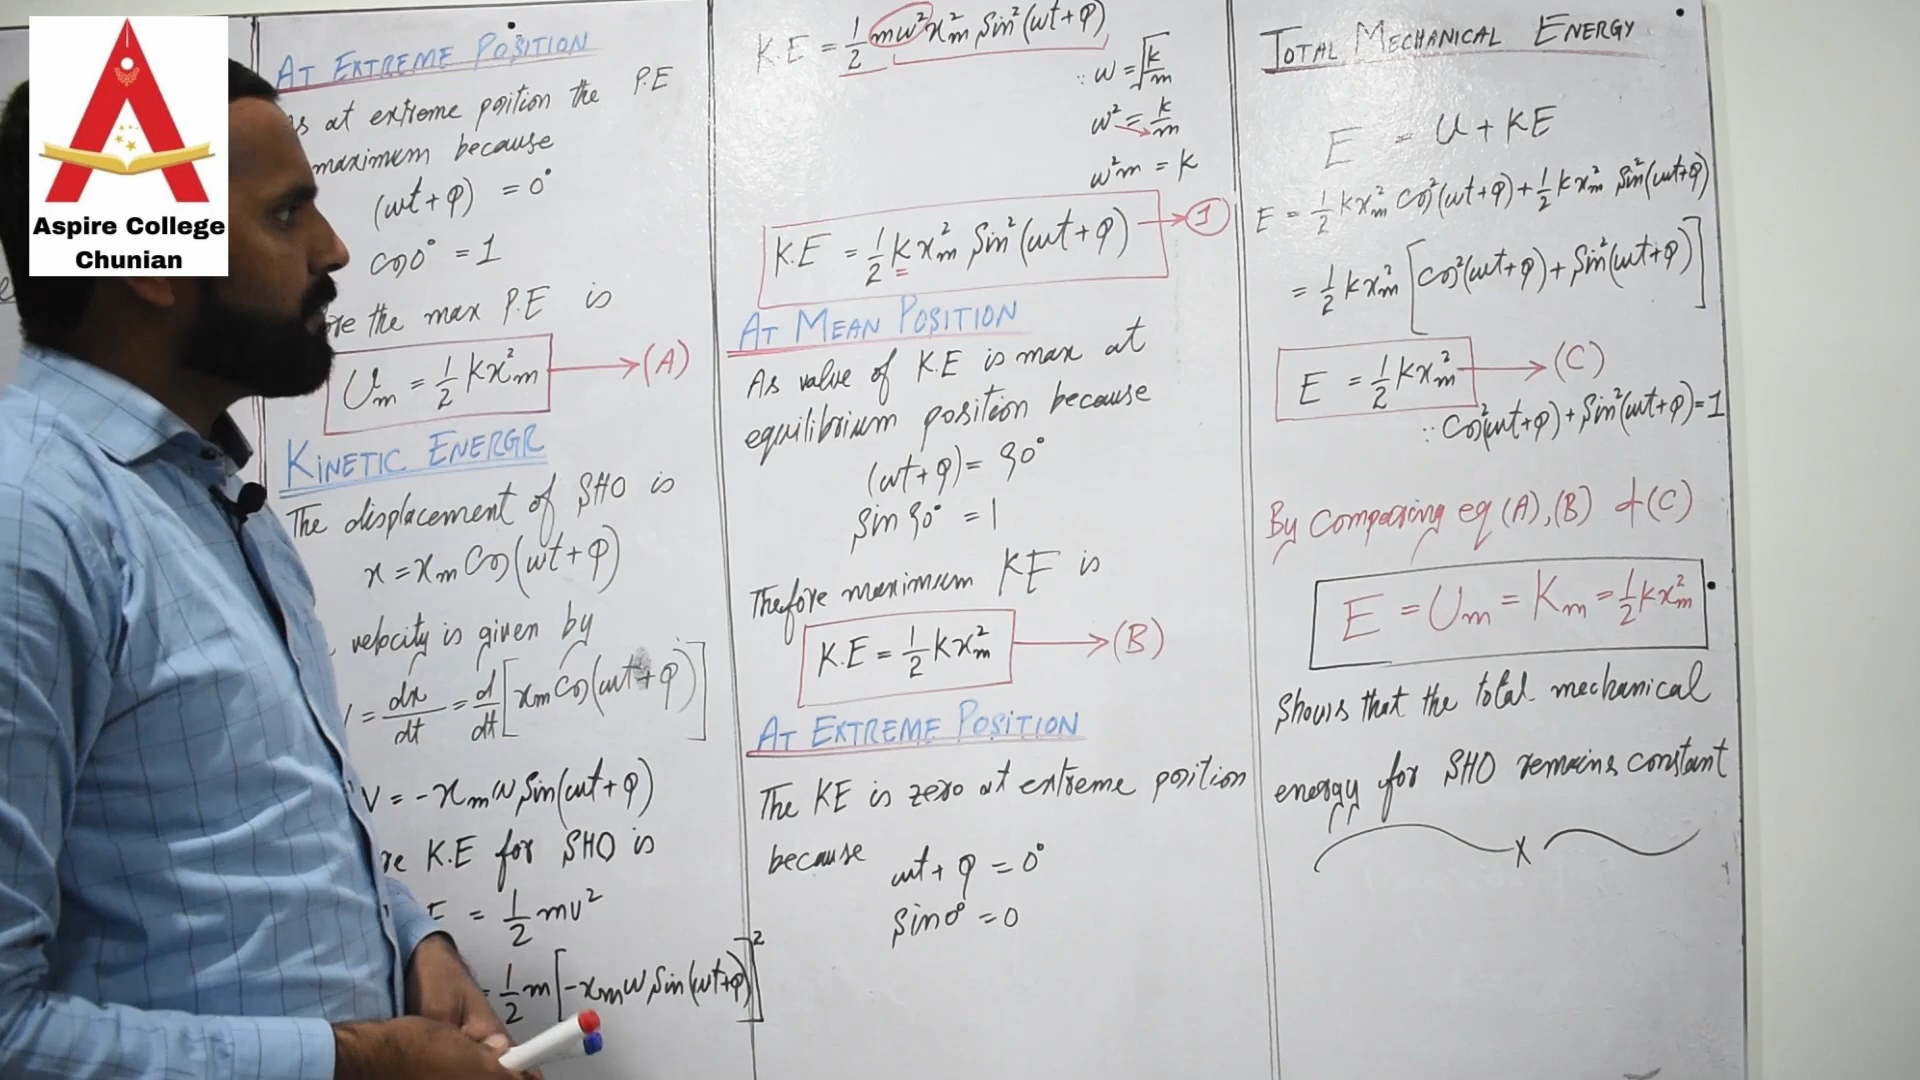 Aspire College
Chunian
AT EXTREME POSITION
at extreme position the P.E
maximum because
(ωt + φ) = 0°
Cos0° = 1
the max P.E is
Um = 1/2 Kx²m → (A)
KINETIC ENERGR
The displacement of SHO is
x = xm Cos(ωt + φ)
velocity is given by
= dx/dt = d/dt [xm Cos(ωt + φ)]
V = -xmω Sin(ωt + φ)
K.E for SHO is
= 1/2 mv²
= 1/2 m[-xmω Sin(ωt+φ)]²
K.E = 1/2 mω² x²m Sin²(ωt+φ)
∵ ω = √(k/m)
ω² = k/m
ω²m = K
K.E = 1/2 K x²m Sin²(ωt + φ) → 1
AT MEAN POSITION
As value of K.E is max at
equilibrium position because
(ωt + φ) = 90°
Sin 90° = 1
Thefore maximum KE is
K.E = 1/2 Kx²m → (B)
AT EXTREME POSITION
The KE is zero at extreme position
because
ωt + φ = 0°
Sin0° = 0
TOTAL MECHANICAL ENERGY
E = U + KE
E = 1/2 Kx²m Cos²(ωt+φ) + 1/2 Kx²m Sin²(ωt+φ)
= 1/2 Kx²m [Cos²(ωt+φ) + Sin²(ωt+φ)]
E = 1/2 Kx²m → (C)
∵ Cos²(ωt+φ) + Sin²(ωt+φ) = 1
By Comparing eq (A), (B) & (C)
E = Um = Km = 1/2 Kx²m
Shows that the total mechanical
energy for SHO remains constant
x